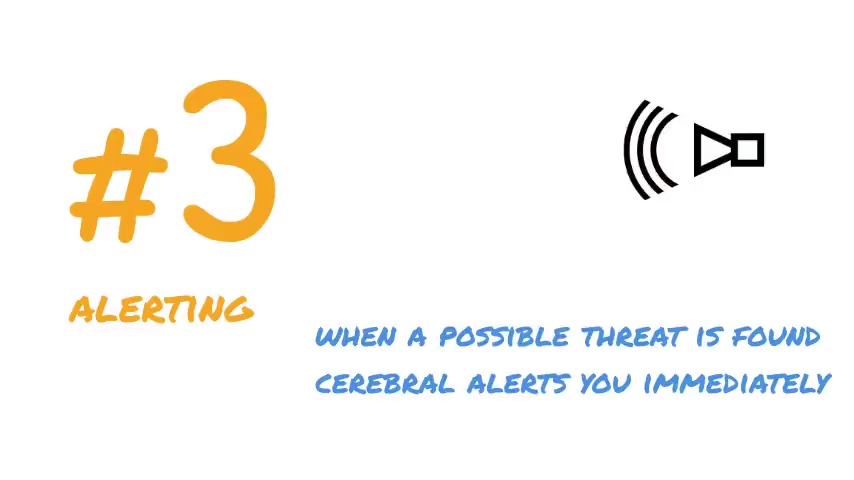 #3
ALERTING
WHEN A POSSIBLE THREAT IS FOUND
CEREBRAL ALERTS YOU IMMEDIATELY